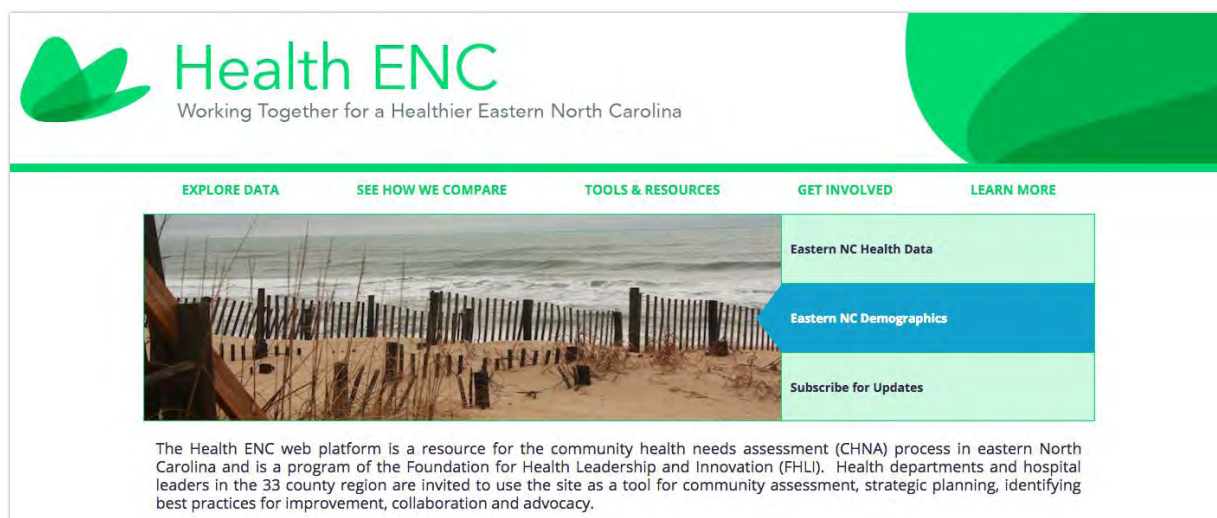 Health ENC
Working Together for a Healthier Eastern North Carolina
EXPLORE DATA SEE HOW WE COMPARE TOOLS & RESOURCES GET INVOLVED LEARN MORE
Eastern NC Health Data
Eastern NC Demographics
Subscribe for Updates
The Health ENC web platform is a resource for the community health needs assessment (CHNA) process in eastern North
Carolina and is a program of the Foundation for Health Leadership and Innovation (FHLI). Health departments and hospital
leaders in the 33 county region are invited to use the site as a tool for community assessment, strategic planning, identifying
best practices for improvement, collaboration and advocacy.